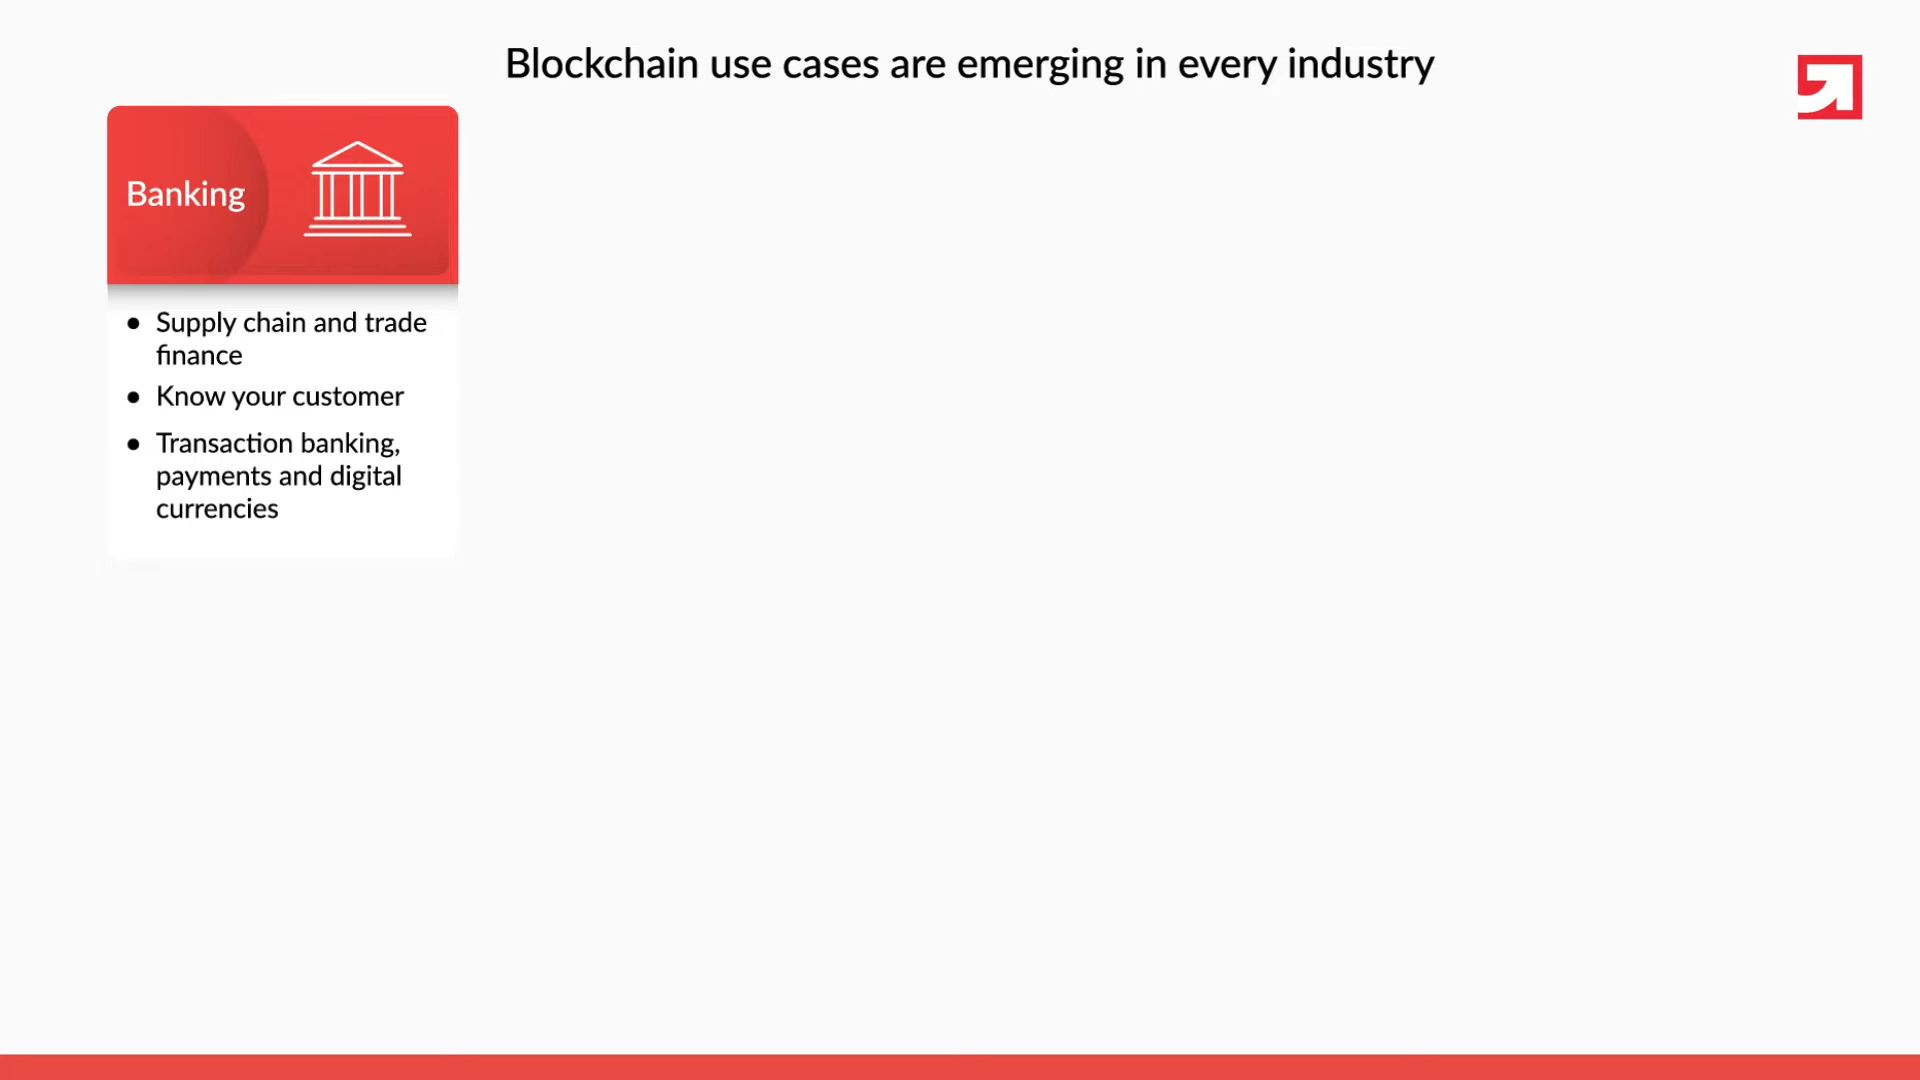 Blockchain use cases are emerging in every industry
Banking
● Supply chain and trade
finance
● Know your customer
● Transaction banking,
payments and digital
currencies